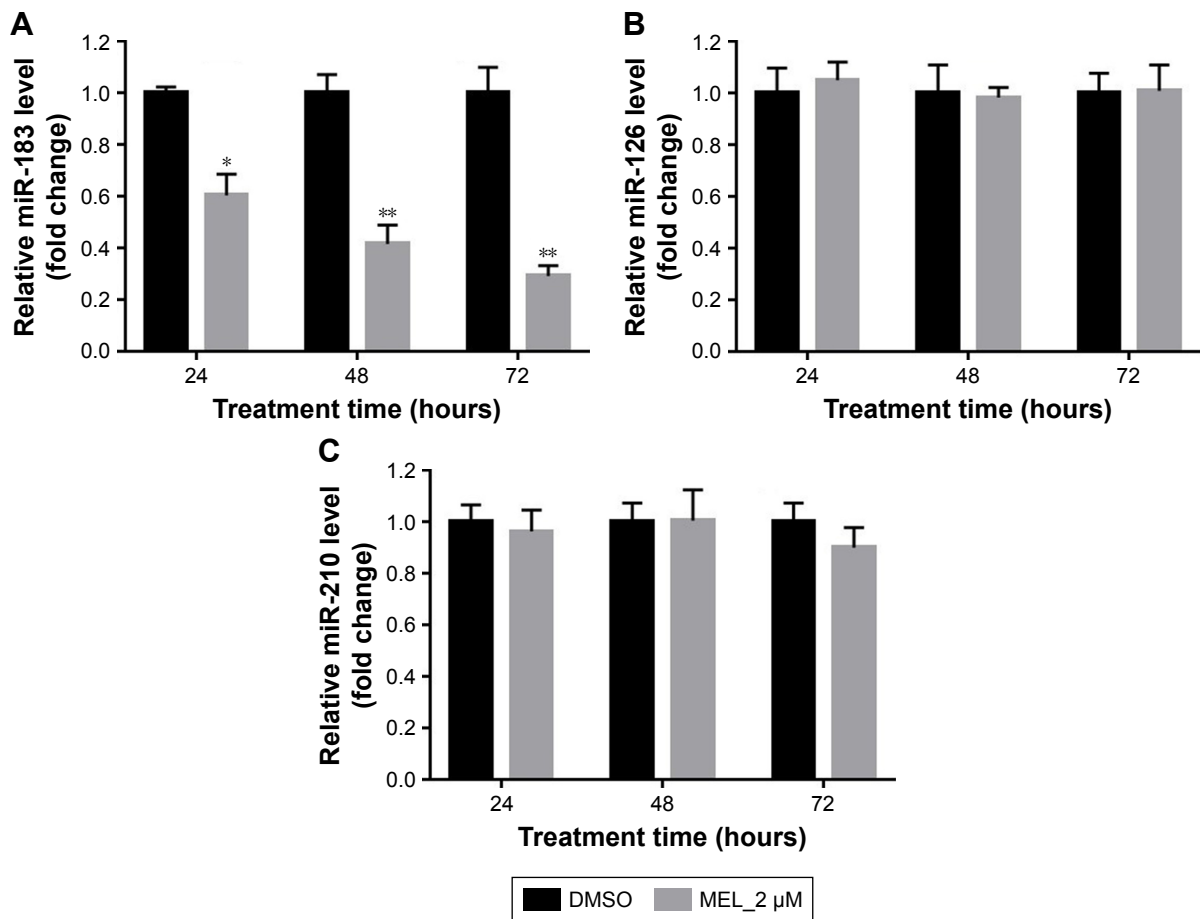 A
Relative miR-183 level
(fold change)
1.2
1.0
0.8
0.6
0.4
0.2
0.0
*
**
**
24
48
72
Treatment time (hours)
B
Relative miR-126 level
(fold change)
1.2
1.0
0.8
0.6
0.4
0.2
0.0
24
48
72
Treatment time (hours)
C
Relative miR-210 level
(fold change)
1.2
1.0
0.8
0.6
0.4
0.2
0.0
24
48
72
Treatment time (hours)
DMSO
MEL_2 μM